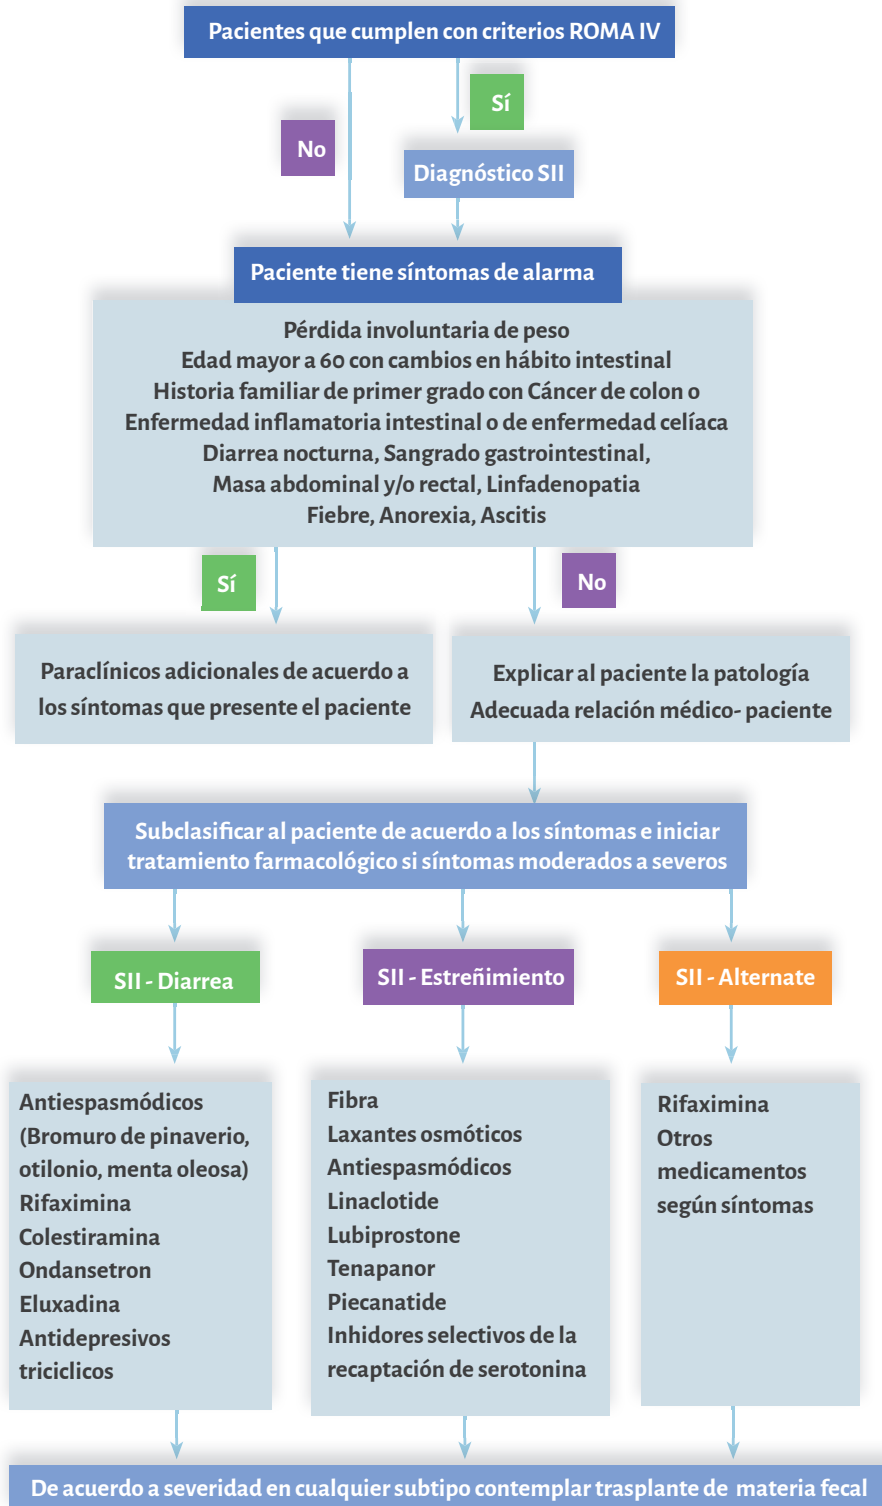 Pacientes que cumplen con criterios ROMA IV
Sí
No
Diagnóstico SII
Paciente tiene síntomas de alarma
Pérdida involuntaria de peso
Edad mayor a 60 con cambios en hábito intestinal
Historia familiar de primer grado con Cáncer de colon o
Enfermedad inflamatoria intestinal o de enfermedad celíaca
Diarrea nocturna, Sangrado gastrointestinal,
Masa abdominal y/o rectal, Linfadenopatia
Fiebre, Anorexia, Ascitis
Sí
No
Paraclínicos adicionales de acuerdo a
los síntomas que presente el paciente
Explicar al paciente la patología
Adecuada relación médico- paciente
Subclasificar al paciente de acuerdo a los síntomas e iniciar
tratamiento farmacológico si síntomas moderados a severos
SII - Diarrea
SII - Estreñimiento
SII - Alternate
Antiespasmódicos
(Bromuro de pinaverio,
otilonio, menta oleosa)
Rifaximina
Colestiramina
Ondansetron
Eluxadina
Antidepresivos
triciclicos
Fibra
Laxantes osmóticos
Antiespasmódicos
Linaclotide
Lubiprostone
Tenapanor
Piecanatide
Inhidores selectivos de la
recaptación de serotonina
Rifaximina
Otros
medicamentos
según síntomas
De acuerdo a severidad en cualquier subtipo contemplar trasplante de materia fecal